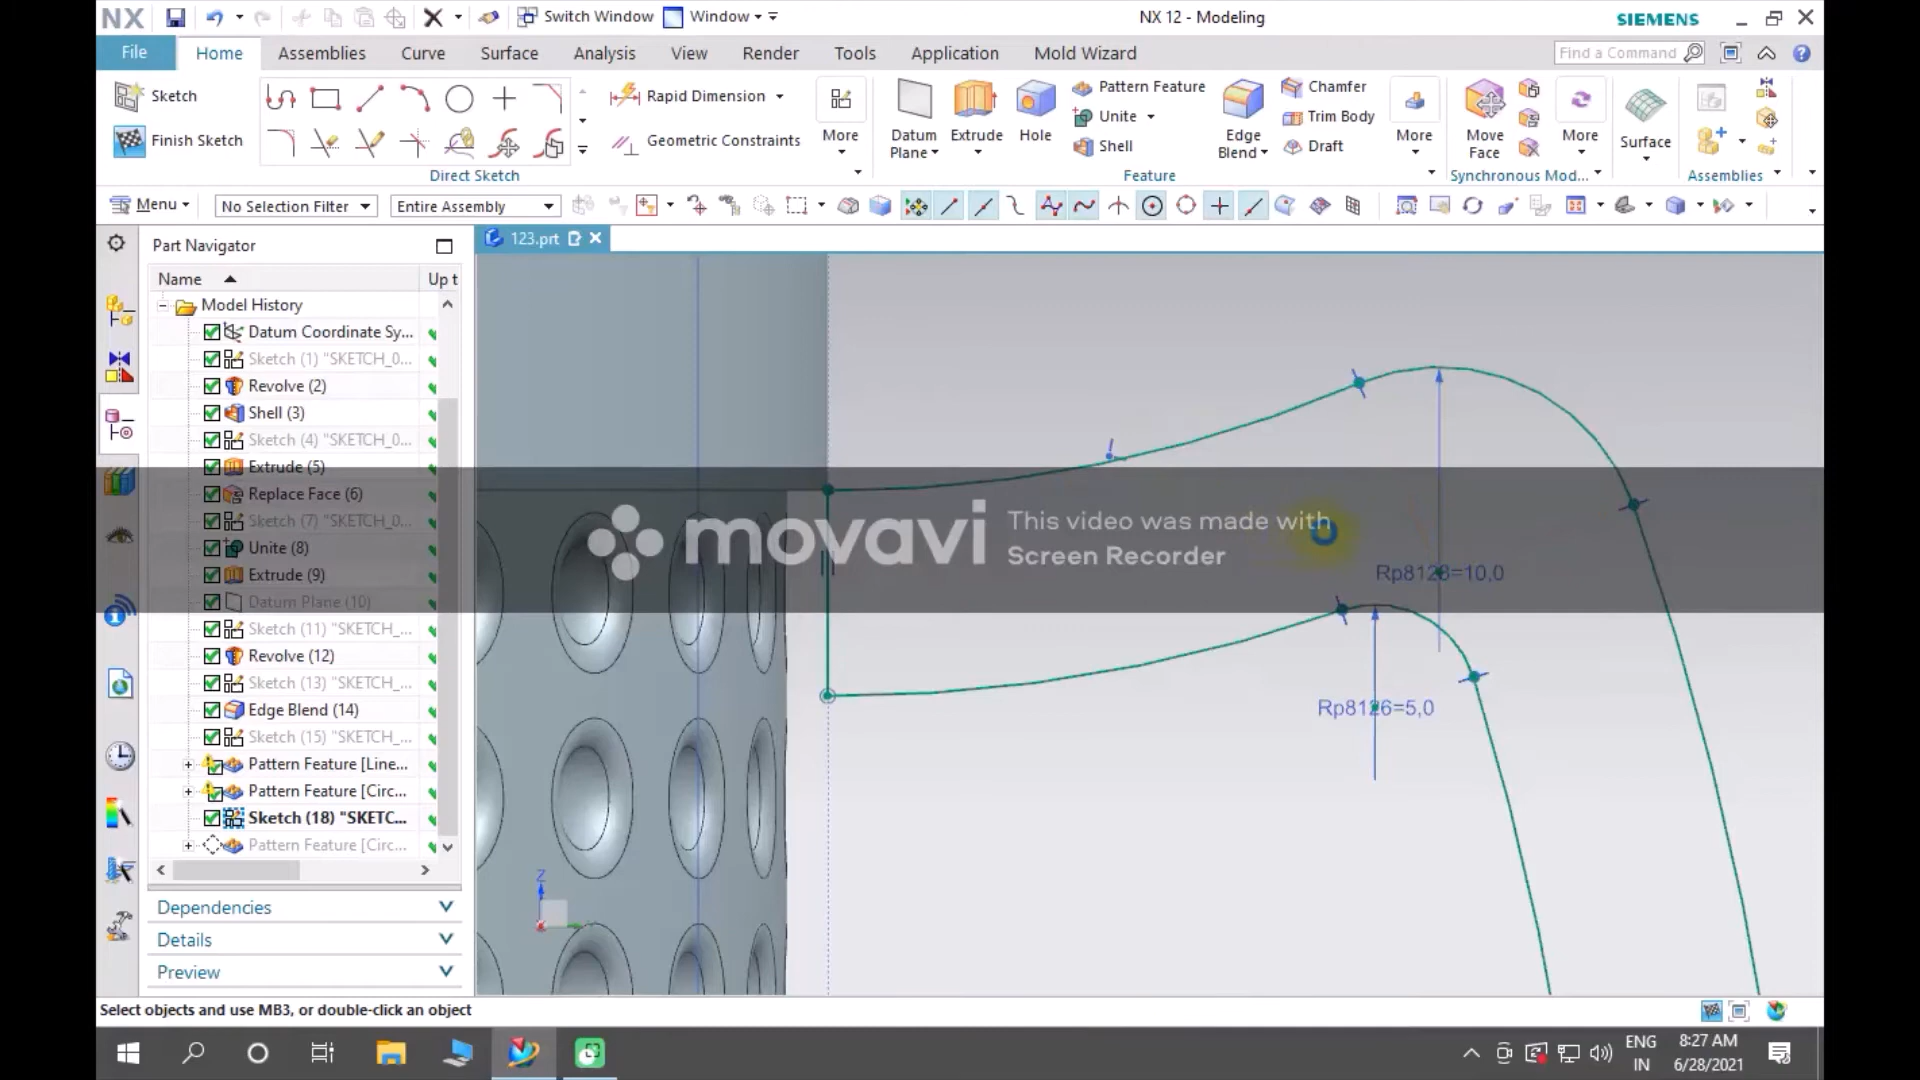 NX
Switch Window
Window
NX 12 - Modeling
SIEMENS
File
Home
Assemblies
Curve
Surface
Analysis
View
Render
Tools
Application
Mold Wizard
Find a Command
Sketch
Finish Sketch
Direct Sketch
Rapid Dimension
Geometric Constraints
More
Datum
Plane
Extrude
Hole
Pattern Feature
Unite
Shell
Edge
Blend
Chamfer
Trim Body
Draft
More
Feature
Move
Face
More
Synchronous Mod...
Surface
Assemblies
Menu
No Selection Filter
Entire Assembly
Part Navigator
123.prt
Name
Up t
Model History
Datum Coordinate Sy...
Sketch (1) "SKETCH_0...
Revolve (2)
Shell (3)
Sketch (4) "SKETCH_0...
Extrude (5)
Replace Face (6)
Sketch (7) "SKETCH_0...
Unite (8)
Extrude (9)
Datum Plane (10)
Sketch (11) "SKETCH_...
Revolve (12)
Sketch (13) "SKETCH_...
Edge Blend (14)
Sketch (15) "SKETCH_...
Pattern Feature [Line...
Pattern Feature [Circ...
Sketch (18) "SKETC...
Pattern Feature [Circ...
Dependencies
Details
Preview
movavi
This video was made with
Screen Recorder
Rp8128=10,0
Rp8126=5,0
Z
Select objects and use MB3, or double-click an object
ENG
IN
8:27 AM
6/28/2021